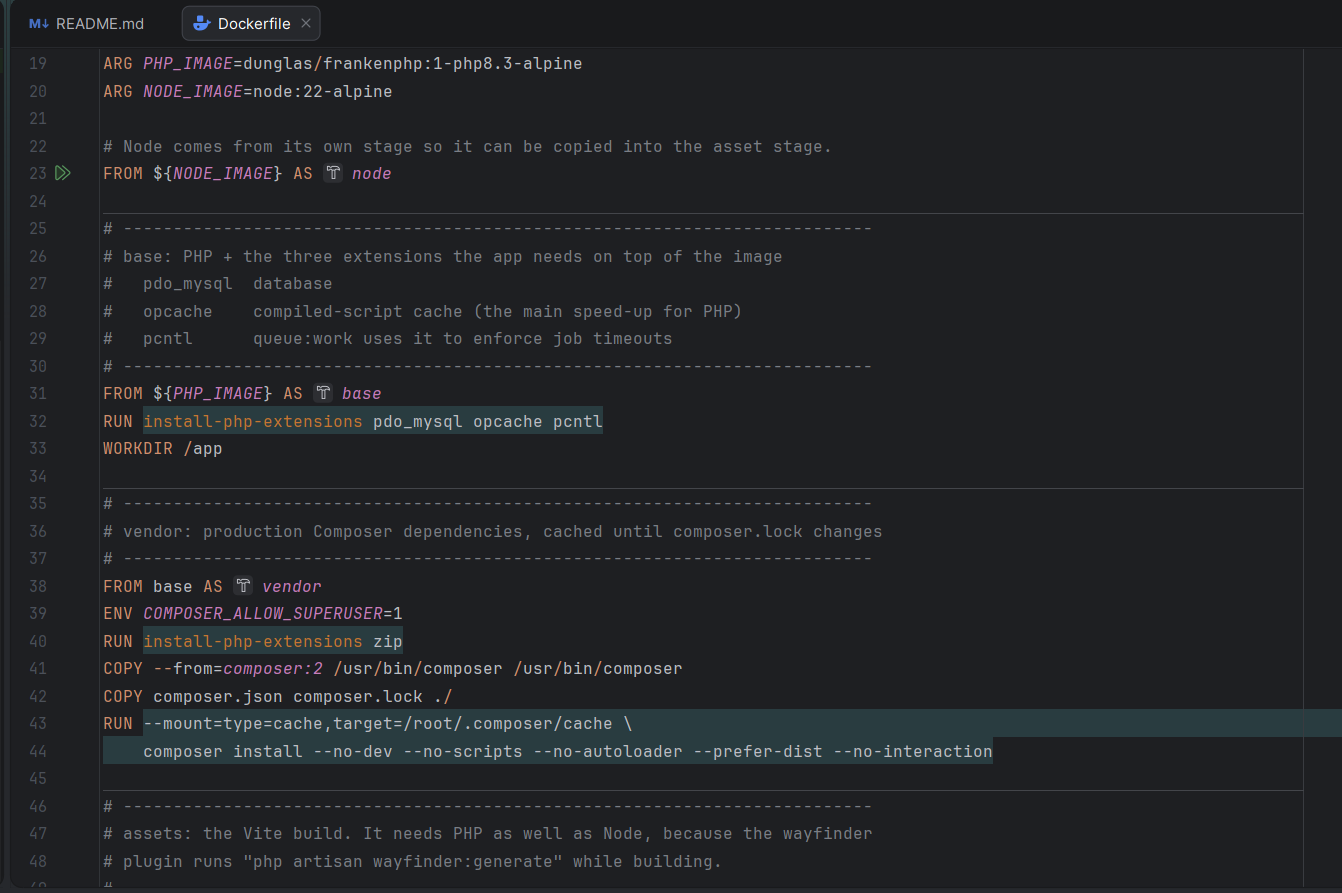 M↓ README.md Dockerfile ×
19 ARG PHP_IMAGE=dunglas/frankenphp:1-php8.3-alpine
20 ARG NODE_IMAGE=node:22-alpine
21
22 # Node comes from its own stage so it can be copied into the asset stage.
23 FROM ${NODE_IMAGE} AS node
24
25 # ---------------------------------------------------------------------------
26 # base: PHP + the three extensions the app needs on top of the image
27 #   pdo_mysql  database
28 #   opcache    compiled-script cache (the main speed-up for PHP)
29 #   pcntl      queue:work uses it to enforce job timeouts
30 # ---------------------------------------------------------------------------
31 FROM ${PHP_IMAGE} AS base
32 RUN install-php-extensions pdo_mysql opcache pcntl
33 WORKDIR /app
34
35 # ---------------------------------------------------------------------------
36 # vendor: production Composer dependencies, cached until composer.lock changes
37 # ---------------------------------------------------------------------------
38 FROM base AS vendor
39 ENV COMPOSER_ALLOW_SUPERUSER=1
40 RUN install-php-extensions zip
41 COPY --from=composer:2 /usr/bin/composer /usr/bin/composer
42 COPY composer.json composer.lock ./
43 RUN --mount=type=cache,target=/root/.composer/cache \
44     composer install --no-dev --no-scripts --no-autoloader --prefer-dist --no-interaction
45
46 # ---------------------------------------------------------------------------
47 # assets: the Vite build. It needs PHP as well as Node, because the wayfinder
48 # plugin runs "php artisan wayfinder:generate" while building.
49 #